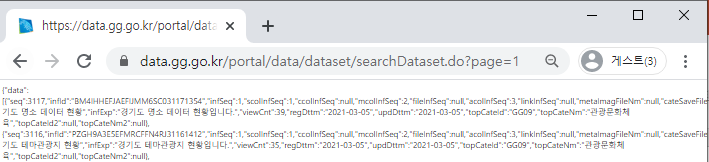 https://data.gg.go.kr/portal/data
data.gg.go.kr/portal/data/dataset/searchDataset.do?page=1
게스트(3)
{"data":
[{"seq":3117,"infId":"BM4IHHEFJAEFIJMM6SC031171354","infSeq":1,"scolInfSeq":1,"ccolInfSeq":null,"mcolInfSeq":2,"fileInfSeq":null,"acolInfSeq":3,"linkInfSeq":null,"metaImagFileNm":null,"cateSaveFile
기도 명소 데이터 현황","infExp":"경기도 명소 데이터 현황입니다.","viewCnt":39,"regDttm":"2021-03-05","updDttm":"2021-03-05","topCateId":"GG09","topCateNm":"관광문화체
육","topCateId2":null,"topCateNm2":null},
{"seq":3116,"infId":"PZGH9A3E5EFMRCFFN4RJ31161412","infSeq":1,"scolInfSeq":1,"ccolInfSeq":null,"mcolInfSeq":null,"fileInfSeq":null,"acolInfSeq":3,"linkInfSeq":null,"metaImagFileNm":null,"cateSaveFile
기도 테마관광지 현황","infExp":"경기도 테마관광지 현황입니다.","viewCnt":35,"regDttm":"2021-03-05","updDttm":"2021-03-05","topCateId":"GG09","topCateNm":"관광문화체
육","topCateId2":null,"topCateNm2":null},